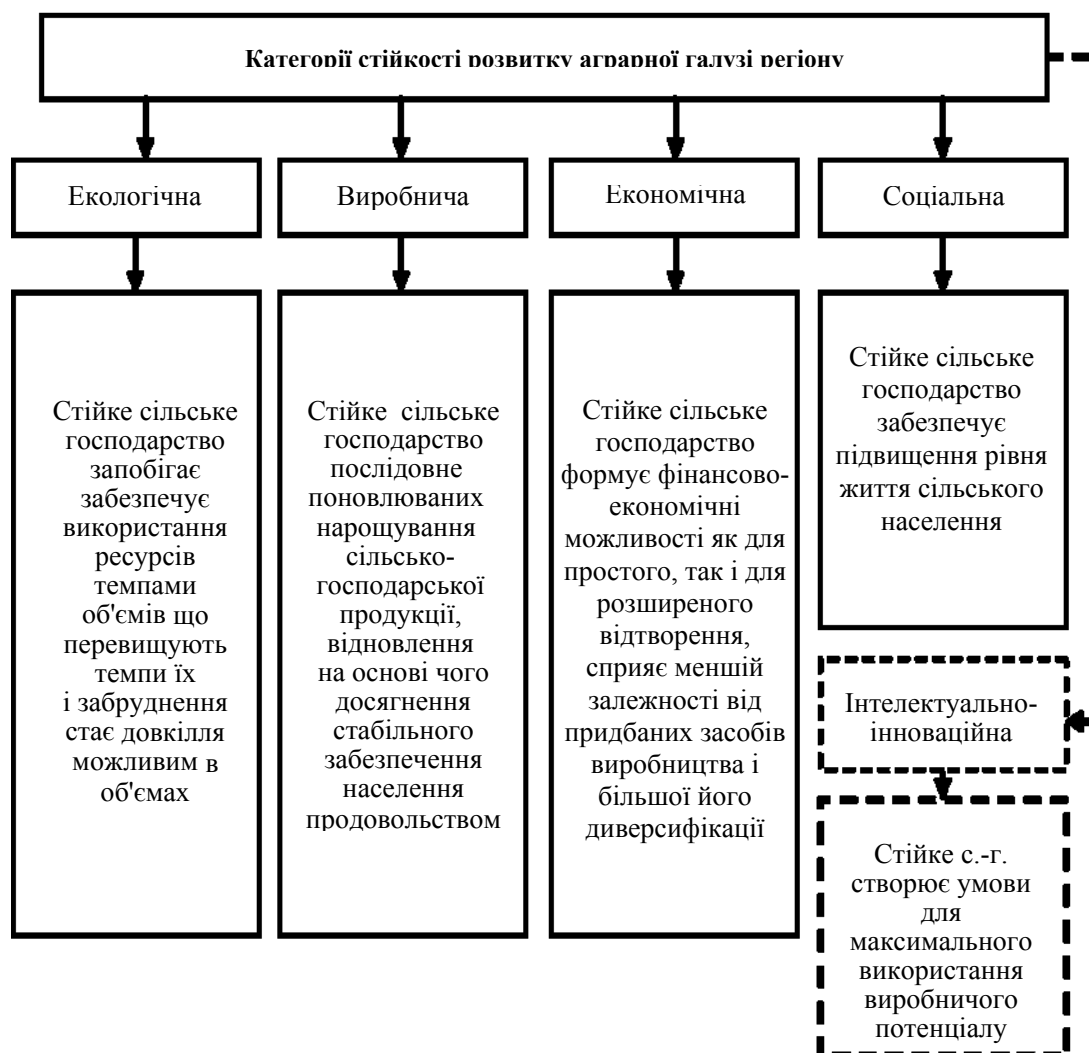 Категорії стійкості розвитку аграрної галузі регіону
Екологічна
Виробнича
Економічна
Соціальна
Стійке сільське
господарство
запобігає
забезпечує
використання
ресурсів
темпами
об'ємів що
перевищують
темпи їх
і забруднення
стає довкілля
можливим в
об'ємах
Стійке сільське
господарство
послідовне
поновлюваних
нарощування
сільсько-
господарської
продукції,
відновлення
на основі чого
досягнення
стабільного
забезпечення
населення
продовольством
Стійке сільське
господарство
формує фінансово-
економічні
можливості як для
простого, так і для
розширеного
відтворення,
сприяє меншій
залежності від
придбаних засобів
виробництва і
більшої його
диверсифікації
Стійке сільське
господарство
забезпечує
підвищення рівня
життя сільського
населення
Інтелектуально-
інноваційна
Стійке с.-г.
створює умови
для
максимального
використання
виробничого
потенціалу